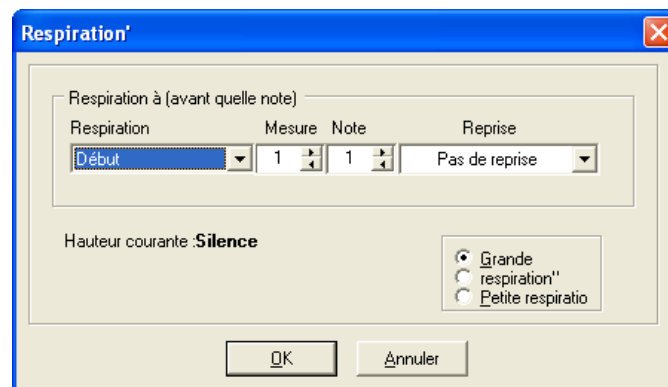 Respiration'
Respiration à (avant quelle note)
Respiration Mesure Note Reprise
Début 1 1 Pas de reprise
Hauteur courante :Silence
Grande
respiration"
Petite respiratio
OK Annuler